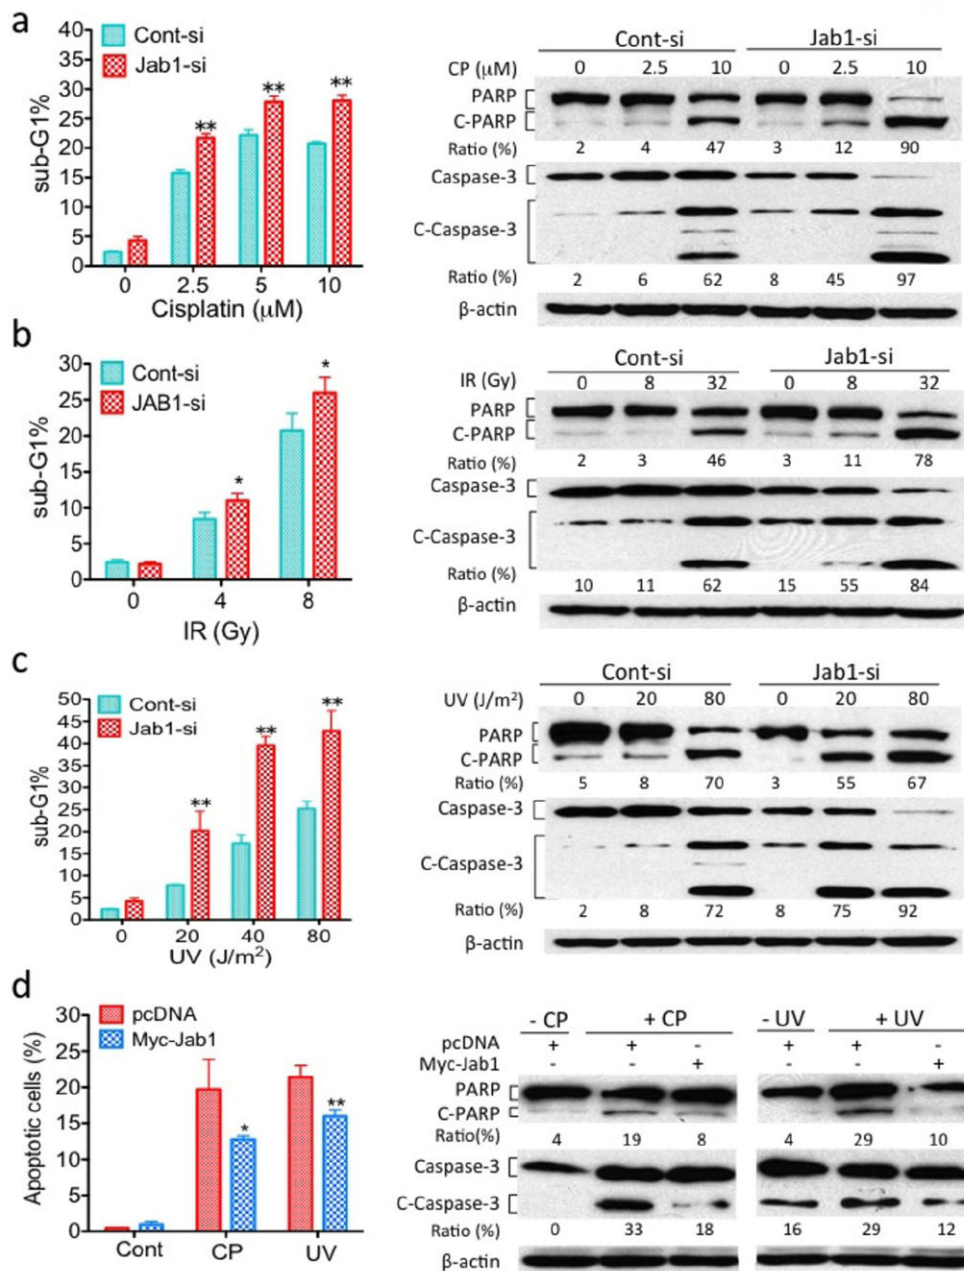 a
40
35
30
25
20
15
10
5
0
sub-G1%
Cont-si
Jab1-si
**
**
**
0 2.5 5 10
Cisplatin (μM)
Cont-si Jab1-si
CP (μM) 0 2.5 10 0 2.5 10
PARP
C-PARP
Ratio (%) 2 4 47 3 12 90
Caspase-3
C-Caspase-3
Ratio (%) 2 6 62 8 45 97
β-actin
b
30
25
20
15
10
5
0
sub-G1%
Cont-si
JAB1-si
*
*
0 4 8
IR (Gy)
Cont-si Jab1-si
IR (Gy) 0 8 32 0 8 32
PARP
C-PARP
Ratio (%) 2 3 46 3 11 78
Caspase-3
C-Caspase-3
Ratio (%) 10 11 62 15 55 84
β-actin
c
50
45
40
35
30
25
20
15
10
5
0
sub-G1%
Cont-si
Jab1-si
**
**
**
0 20 40 80
UV (J/m²)
Cont-si Jab1-si
UV (J/m²) 0 20 80 0 20 80
PARP
C-PARP
Ratio (%) 5 8 70 3 55 67
Caspase-3
C-Caspase-3
Ratio (%) 2 8 72 8 75 92
β-actin
d
30
25
20
15
10
5
0
Apoptotic cells (%)
pcDNA
Myc-Jab1
*
**
Cont CP UV
- CP + CP - UV + UV
pcDNA + + - + + -
Myc-Jab1 - - + - - +
PARP
C-PARP
Ratio(%) 4 19 8 4 29 10
Caspase-3
C-Caspase-3
Ratio (%) 0 33 18 16 29 12
β-actin